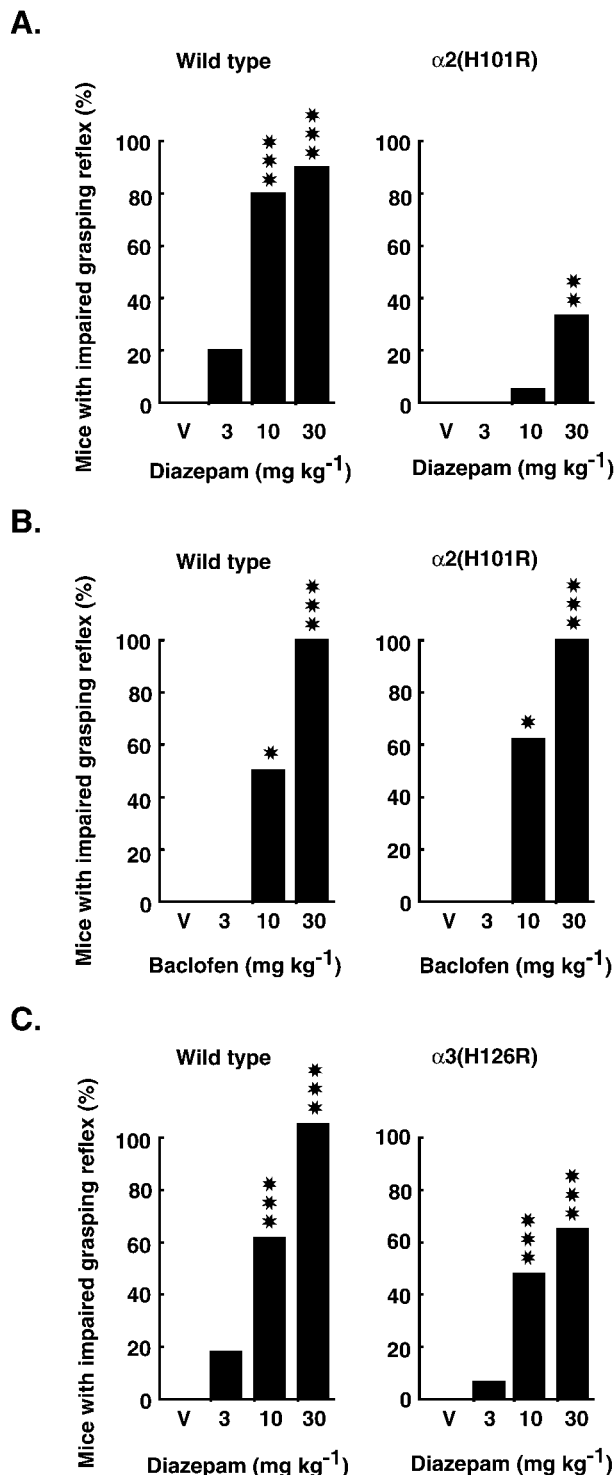 A.
Wild type α2(H101R)
Mice with impaired grasping reflex (%)
100 100
80 80
60 60
40 40
20 20
0 0
V 3 10 30 V 3 10 30
Diazepam (mg kg-1) Diazepam (mg kg-1)
B.
Wild type α2(H101R)
Mice with impaired grasping reflex (%)
100 100
80 80
60 60
40 40
20 20
0 0
V 3 10 30 V 3 10 30
Baclofen (mg kg-1) Baclofen (mg kg-1)
C.
Wild type α3(H126R)
Mice with impaired grasping reflex (%)
100 100
80 80
60 60
40 40
20 20
0 0
V 3 10 30 V 3 10 30
Diazepam (mg kg-1) Diazepam (mg kg-1)